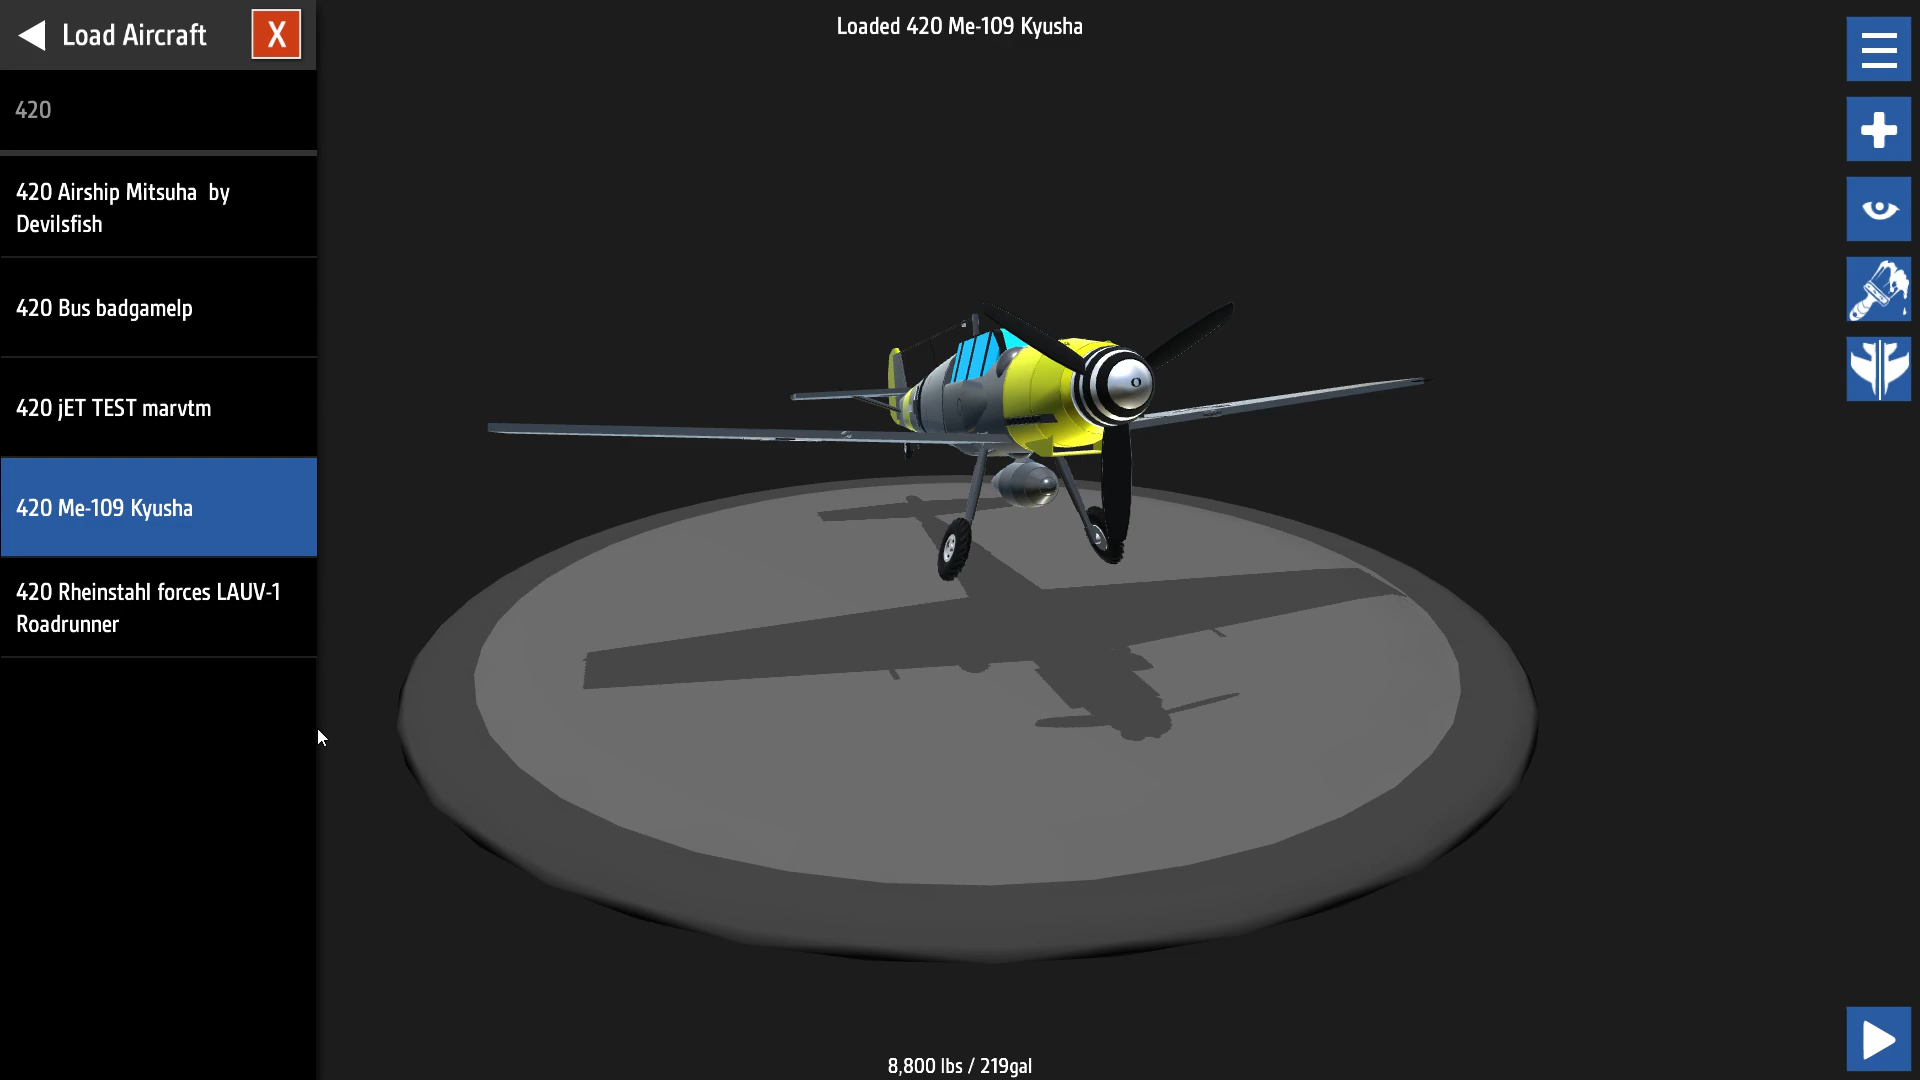 Load Aircraft
X
Loaded 420 Me-109 Kyusha
420
420 Airship Mitsuha  by
Devilsfish
420 Bus badgamelp
420 jET TEST marvtm
420 Me-109 Kyusha
420 Rheinstahl forces LAUV-1
Roadrunner
8,800 lbs / 219gal